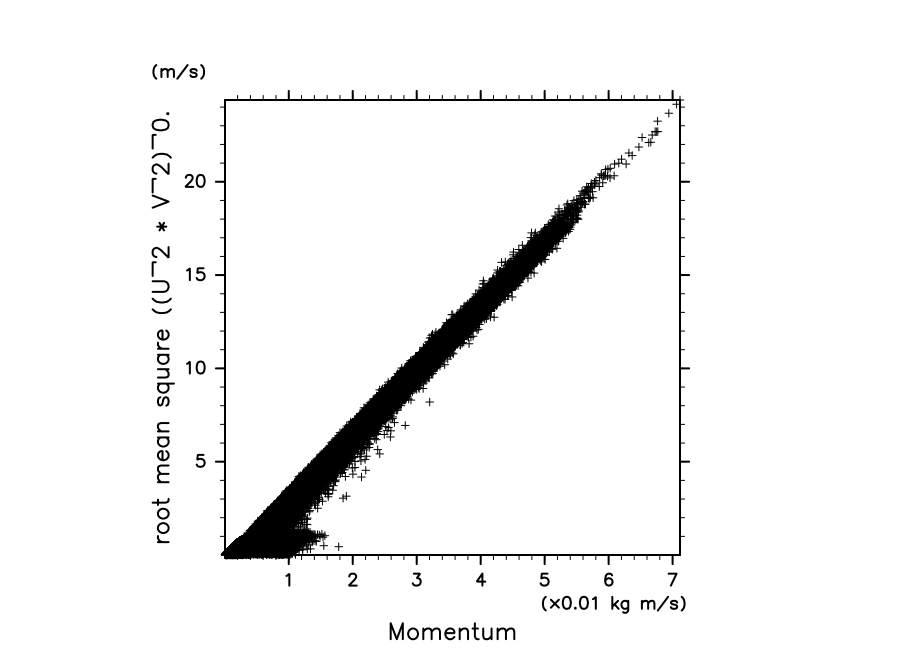 (m/s)
root mean square ((U¯2 * V¯2)¯0.
20
15
10
5
1 2 3 4 5 6 7
(×0.01 kg m/s)
Momentum